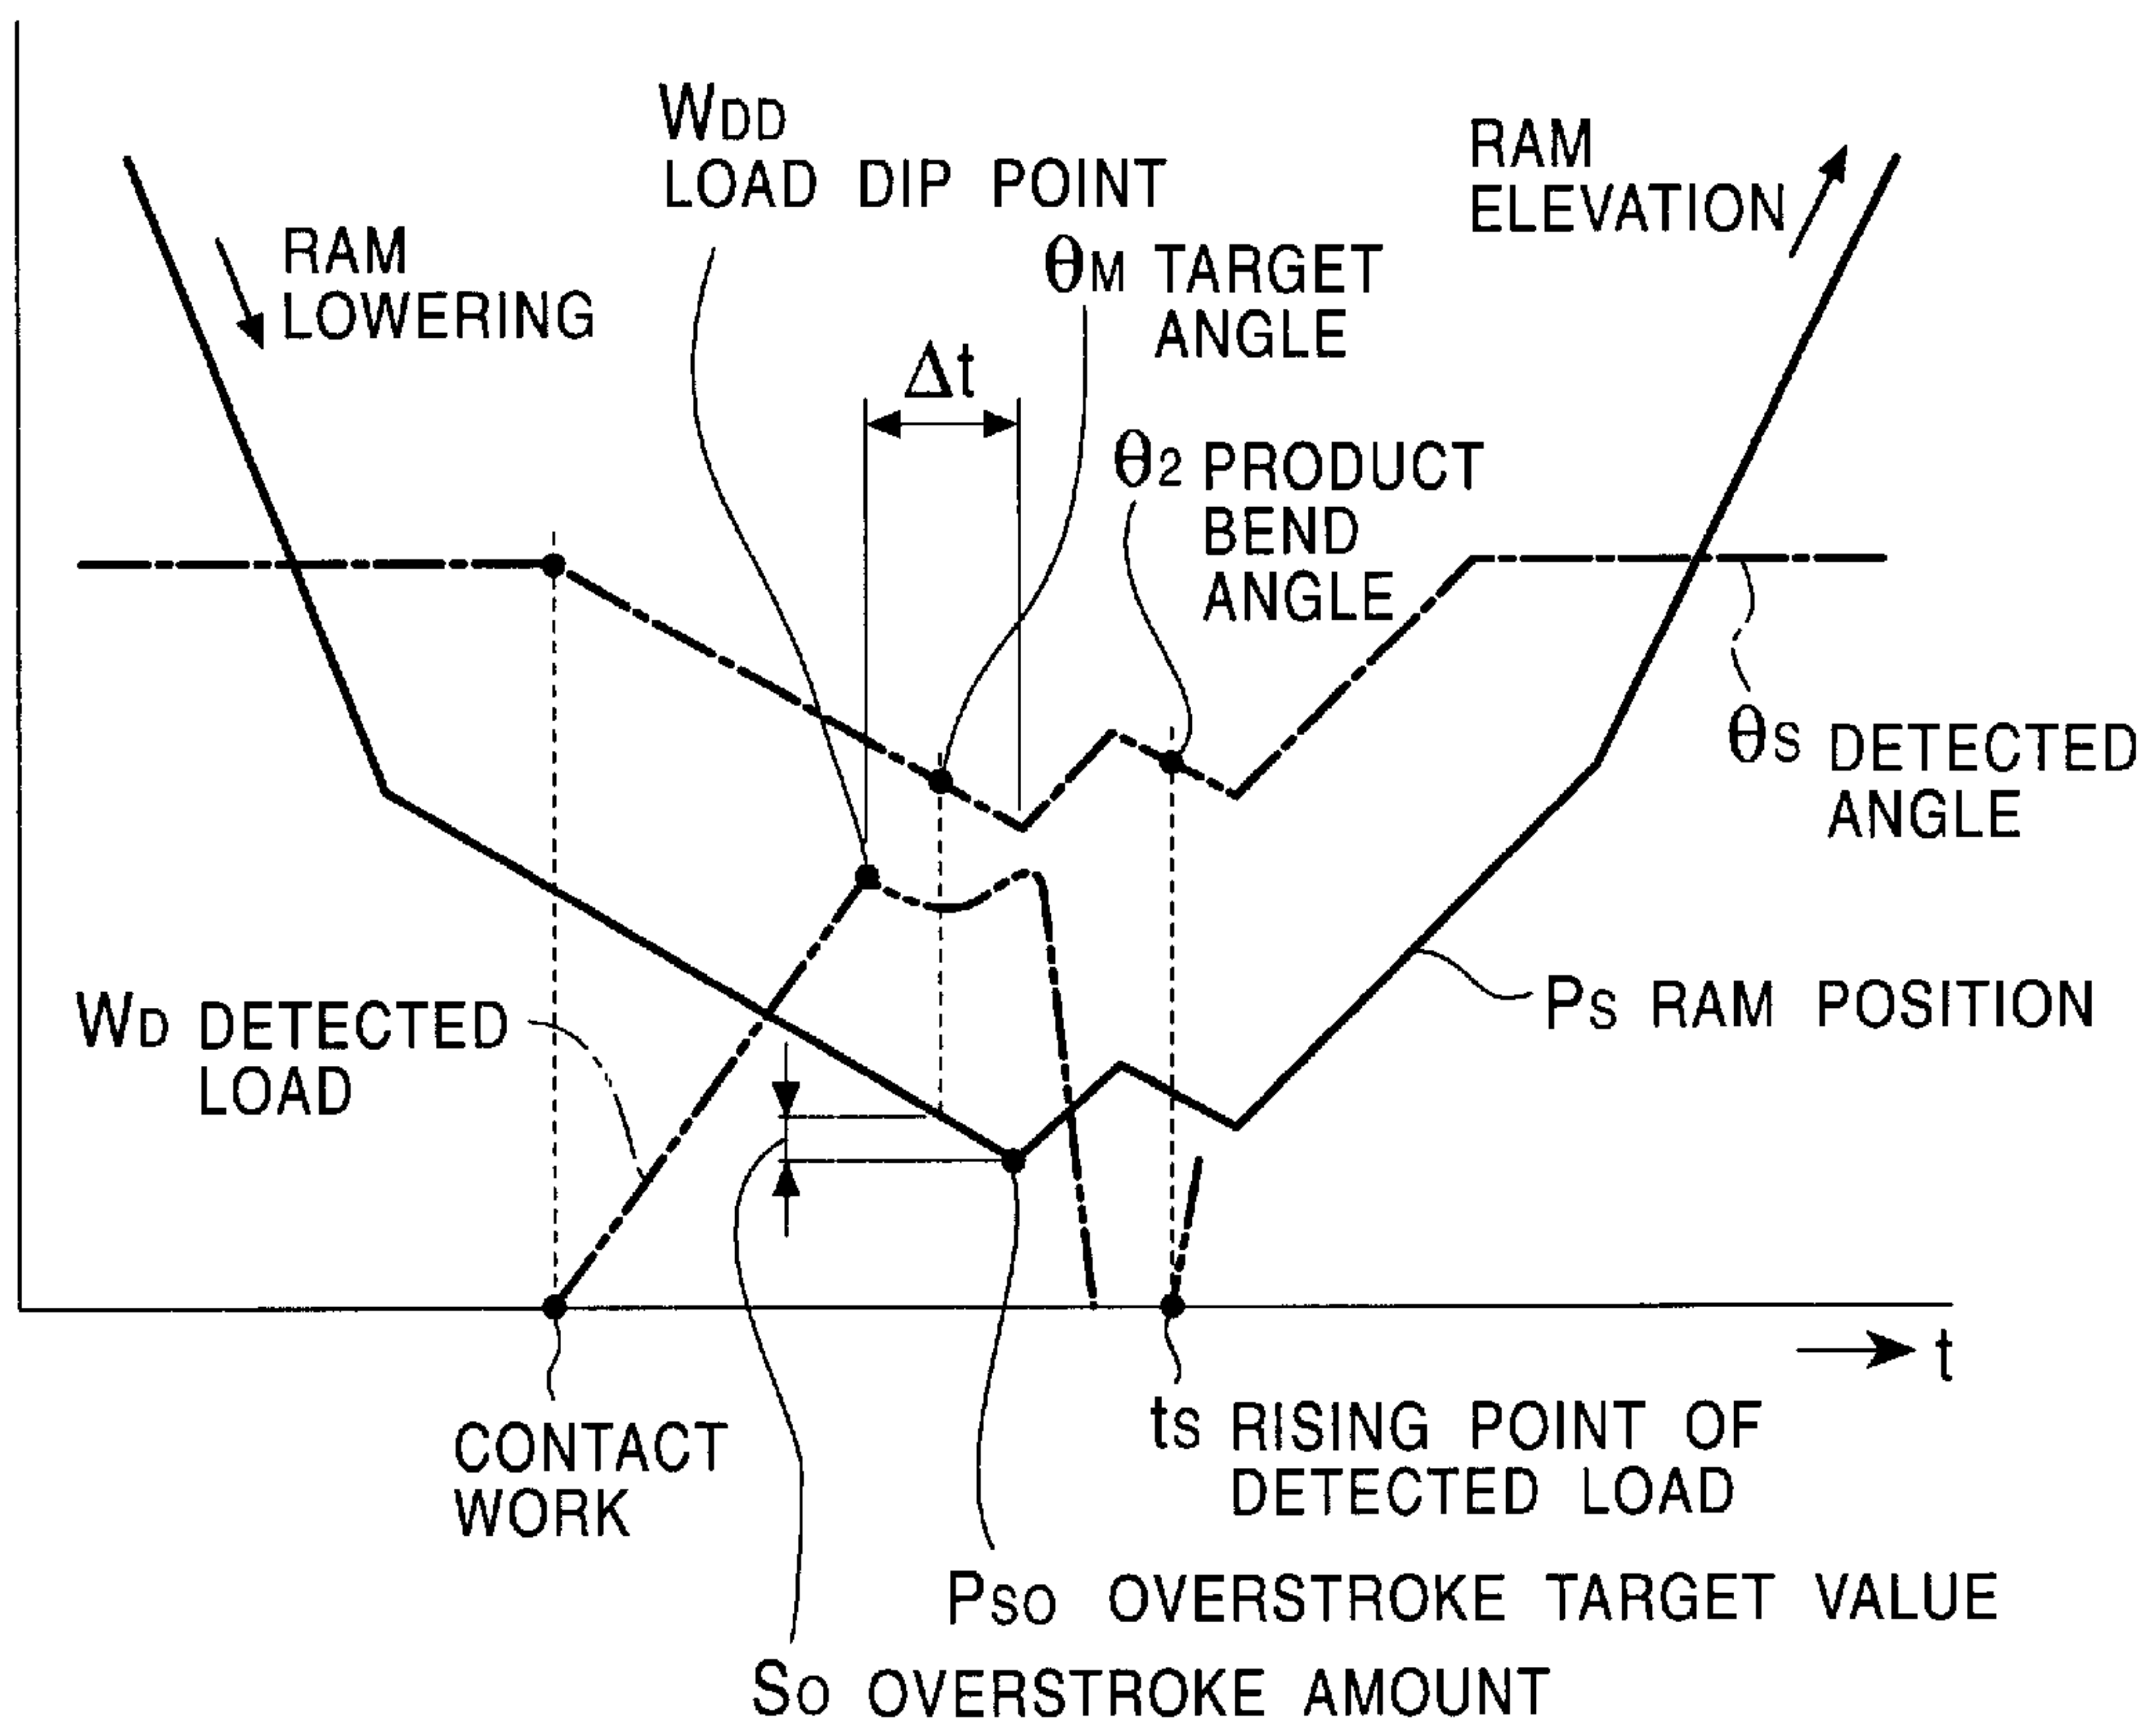 WDD
LOAD DIP POINT
RAM
ELEVATION
RAM
LOWERING
θM TARGET
ANGLE
Δt
θ2 PRODUCT
BEND
ANGLE
θS DETECTED
ANGLE
WD DETECTED
LOAD
PS RAM POSITION
t
CONTACT
WORK
tS RISING POINT OF
DETECTED LOAD
PSO OVERSTROKE TARGET VALUE
SO OVERSTROKE AMOUNT